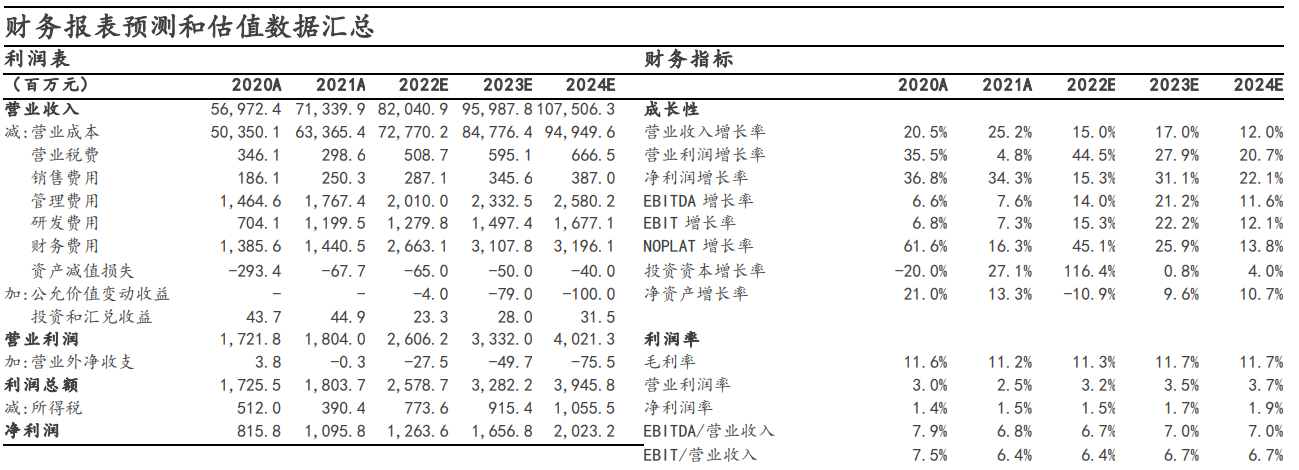 财务报表预测和估值数据汇总
利润表 财务指标
（百万元） 2020A 2021A 2022E 2023E 2024E 2020A 2021A 2022E 2023E 2024E
营业收入 56,972.4 71,339.9 82,040.9 95,987.8 107,506.3 成长性
减:营业成本 50,350.1 63,365.4 72,770.2 84,776.4 94,949.6 营业收入增长率 20.5% 25.2% 15.0% 17.0% 12.0%
营业税费 346.1 298.6 508.7 595.1 666.5 营业利润增长率 35.5% 4.8% 44.5% 27.9% 20.7%
销售费用 186.1 250.3 287.1 345.6 387.0 净利润增长率 36.8% 34.3% 15.3% 31.1% 22.1%
管理费用 1,464.6 1,767.4 2,010.0 2,332.5 2,580.2 EBITDA 增长率 6.6% 7.6% 14.0% 21.2% 11.6%
研发费用 704.1 1,199.5 1,279.8 1,497.4 1,677.1 EBIT 增长率 6.8% 7.3% 15.3% 22.2% 12.1%
财务费用 1,385.6 1,440.5 2,663.1 3,107.8 3,196.1 NOPLAT 增长率 61.6% 16.3% 45.1% 25.9% 13.8%
资产减值损失 -293.4 -67.7 -65.0 -50.0 -40.0 投资资本增长率 -20.0% 27.1% 116.4% 0.8% 4.0%
加:公允价值变动收益 - - -4.0 -79.0 -100.0 净资产增长率 21.0% 13.3% -10.9% 9.6% 10.7%
投资和汇兑收益 43.7 44.9 23.3 28.0 31.5
营业利润 1,721.8 1,804.0 2,606.2 3,332.0 4,021.3 利润率
加:营业外净收支 3.8 -0.3 -27.5 -49.7 -75.5 毛利率 11.6% 11.2% 11.3% 11.7% 11.7%
利润总额 1,725.5 1,803.7 2,578.7 3,282.2 3,945.8 营业利润率 3.0% 2.5% 3.2% 3.5% 3.7%
减:所得税 512.0 390.4 773.6 915.4 1,055.5 净利润率 1.4% 1.5% 1.5% 1.7% 1.9%
净利润 815.8 1,095.8 1,263.6 1,656.8 2,023.2 EBITDA/营业收入 7.9% 6.8% 6.7% 7.0% 7.0%
EBIT/营业收入 7.5% 6.4% 6.4% 6.7% 6.7%